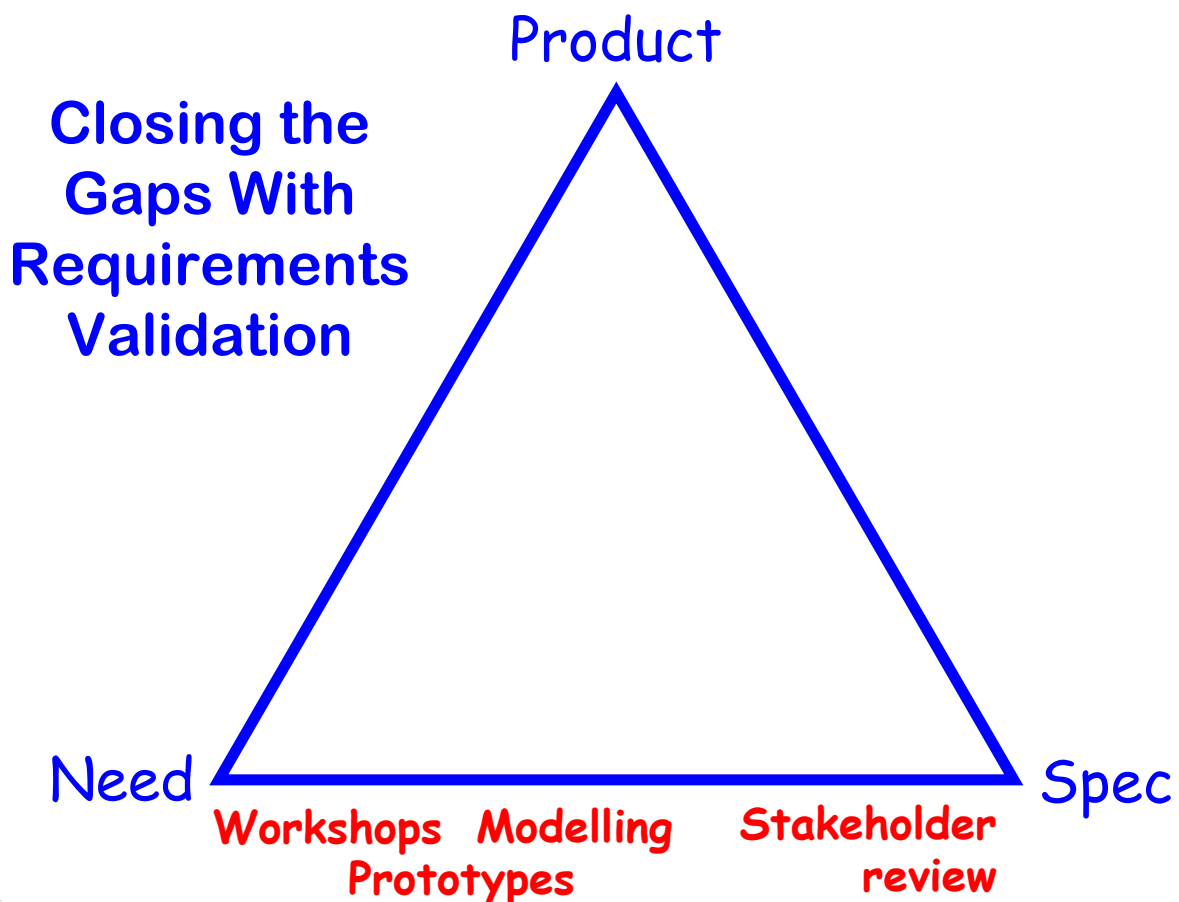 Product
Closing the
Gaps With
Requirements
Validation
Need
Spec
Workshops Modelling
Prototypes
Stakeholder
review